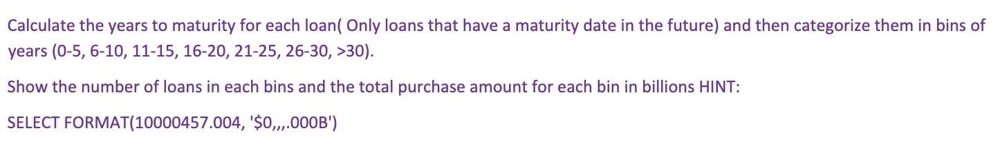 Calculate the years to maturity for each loan( Only loans that have a maturity date in the future) and then categorize them in bins of
years (0-5, 6-10, 11-15, 16-20, 21-25, 26-30, >30).
Show the number of loans in each bins and the total purchase amount for each bin in billions HINT:
SELECT FORMAT(10000457.004, '$0,,,.000B')